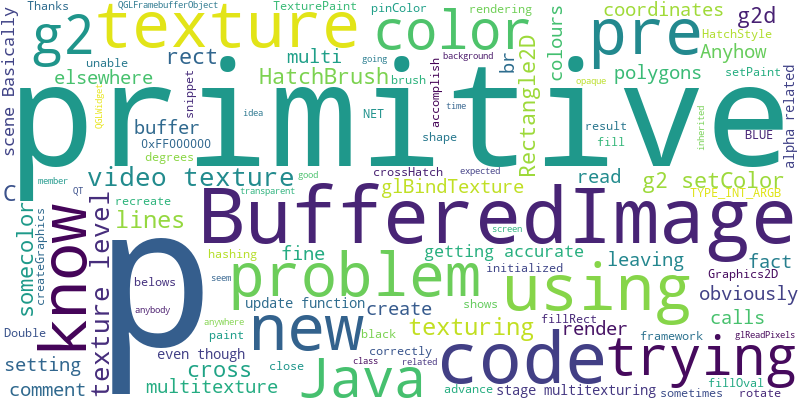 Thanks
QGLFramebufferObject
TexturePaint
pinColor
rendering
coordinates
g2d
scene Basically
g2
texture
color
pre
HatchStyle
Anyhow
unable
rect
multi
br
Rectangle2D
colours
elsewhere
HatchBrush
brush
accomplish
polygons
setPaint
primitive
QGLWidget
snippet
going
background
NET
time
opaque
inherited
BLUE
alpha related
buffer
idea
shape
result
fill
0xFF000000
degrees
crossHatch
expected
member
QT
video texture
good
transparent
glBindTexture
read
g2 setColor
TYPE_INT_ARGB
C
somecolor
createGraphics
know
texture level
p
recreate
lines
BufferedImage
hashing
screen
fine
getting accurate
leaving
fact
seem
problem
initialized
using
Graphics2D
obviously
belows
anybody
update function
shows
create
calls
Double
new
anywhere
black
texturing
fillRect
render
framework
glReadPixels
paint
correctly
setting
even though
cross
close
class
related
code
trying
comment
multitexture
Java
advance
stage multitexturing
sometimes
fillOval
rotate